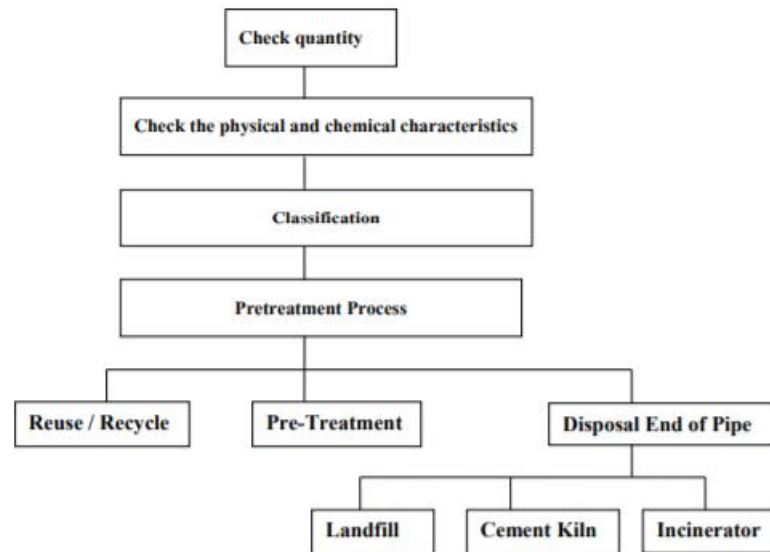 Check quantity
Check the physical and chemical characteristics
Classification
Pretreatment Process
Reuse / Recycle
Pre-Treatment
Disposal End of Pipe
Landfill
Cement Kiln
Incinerator